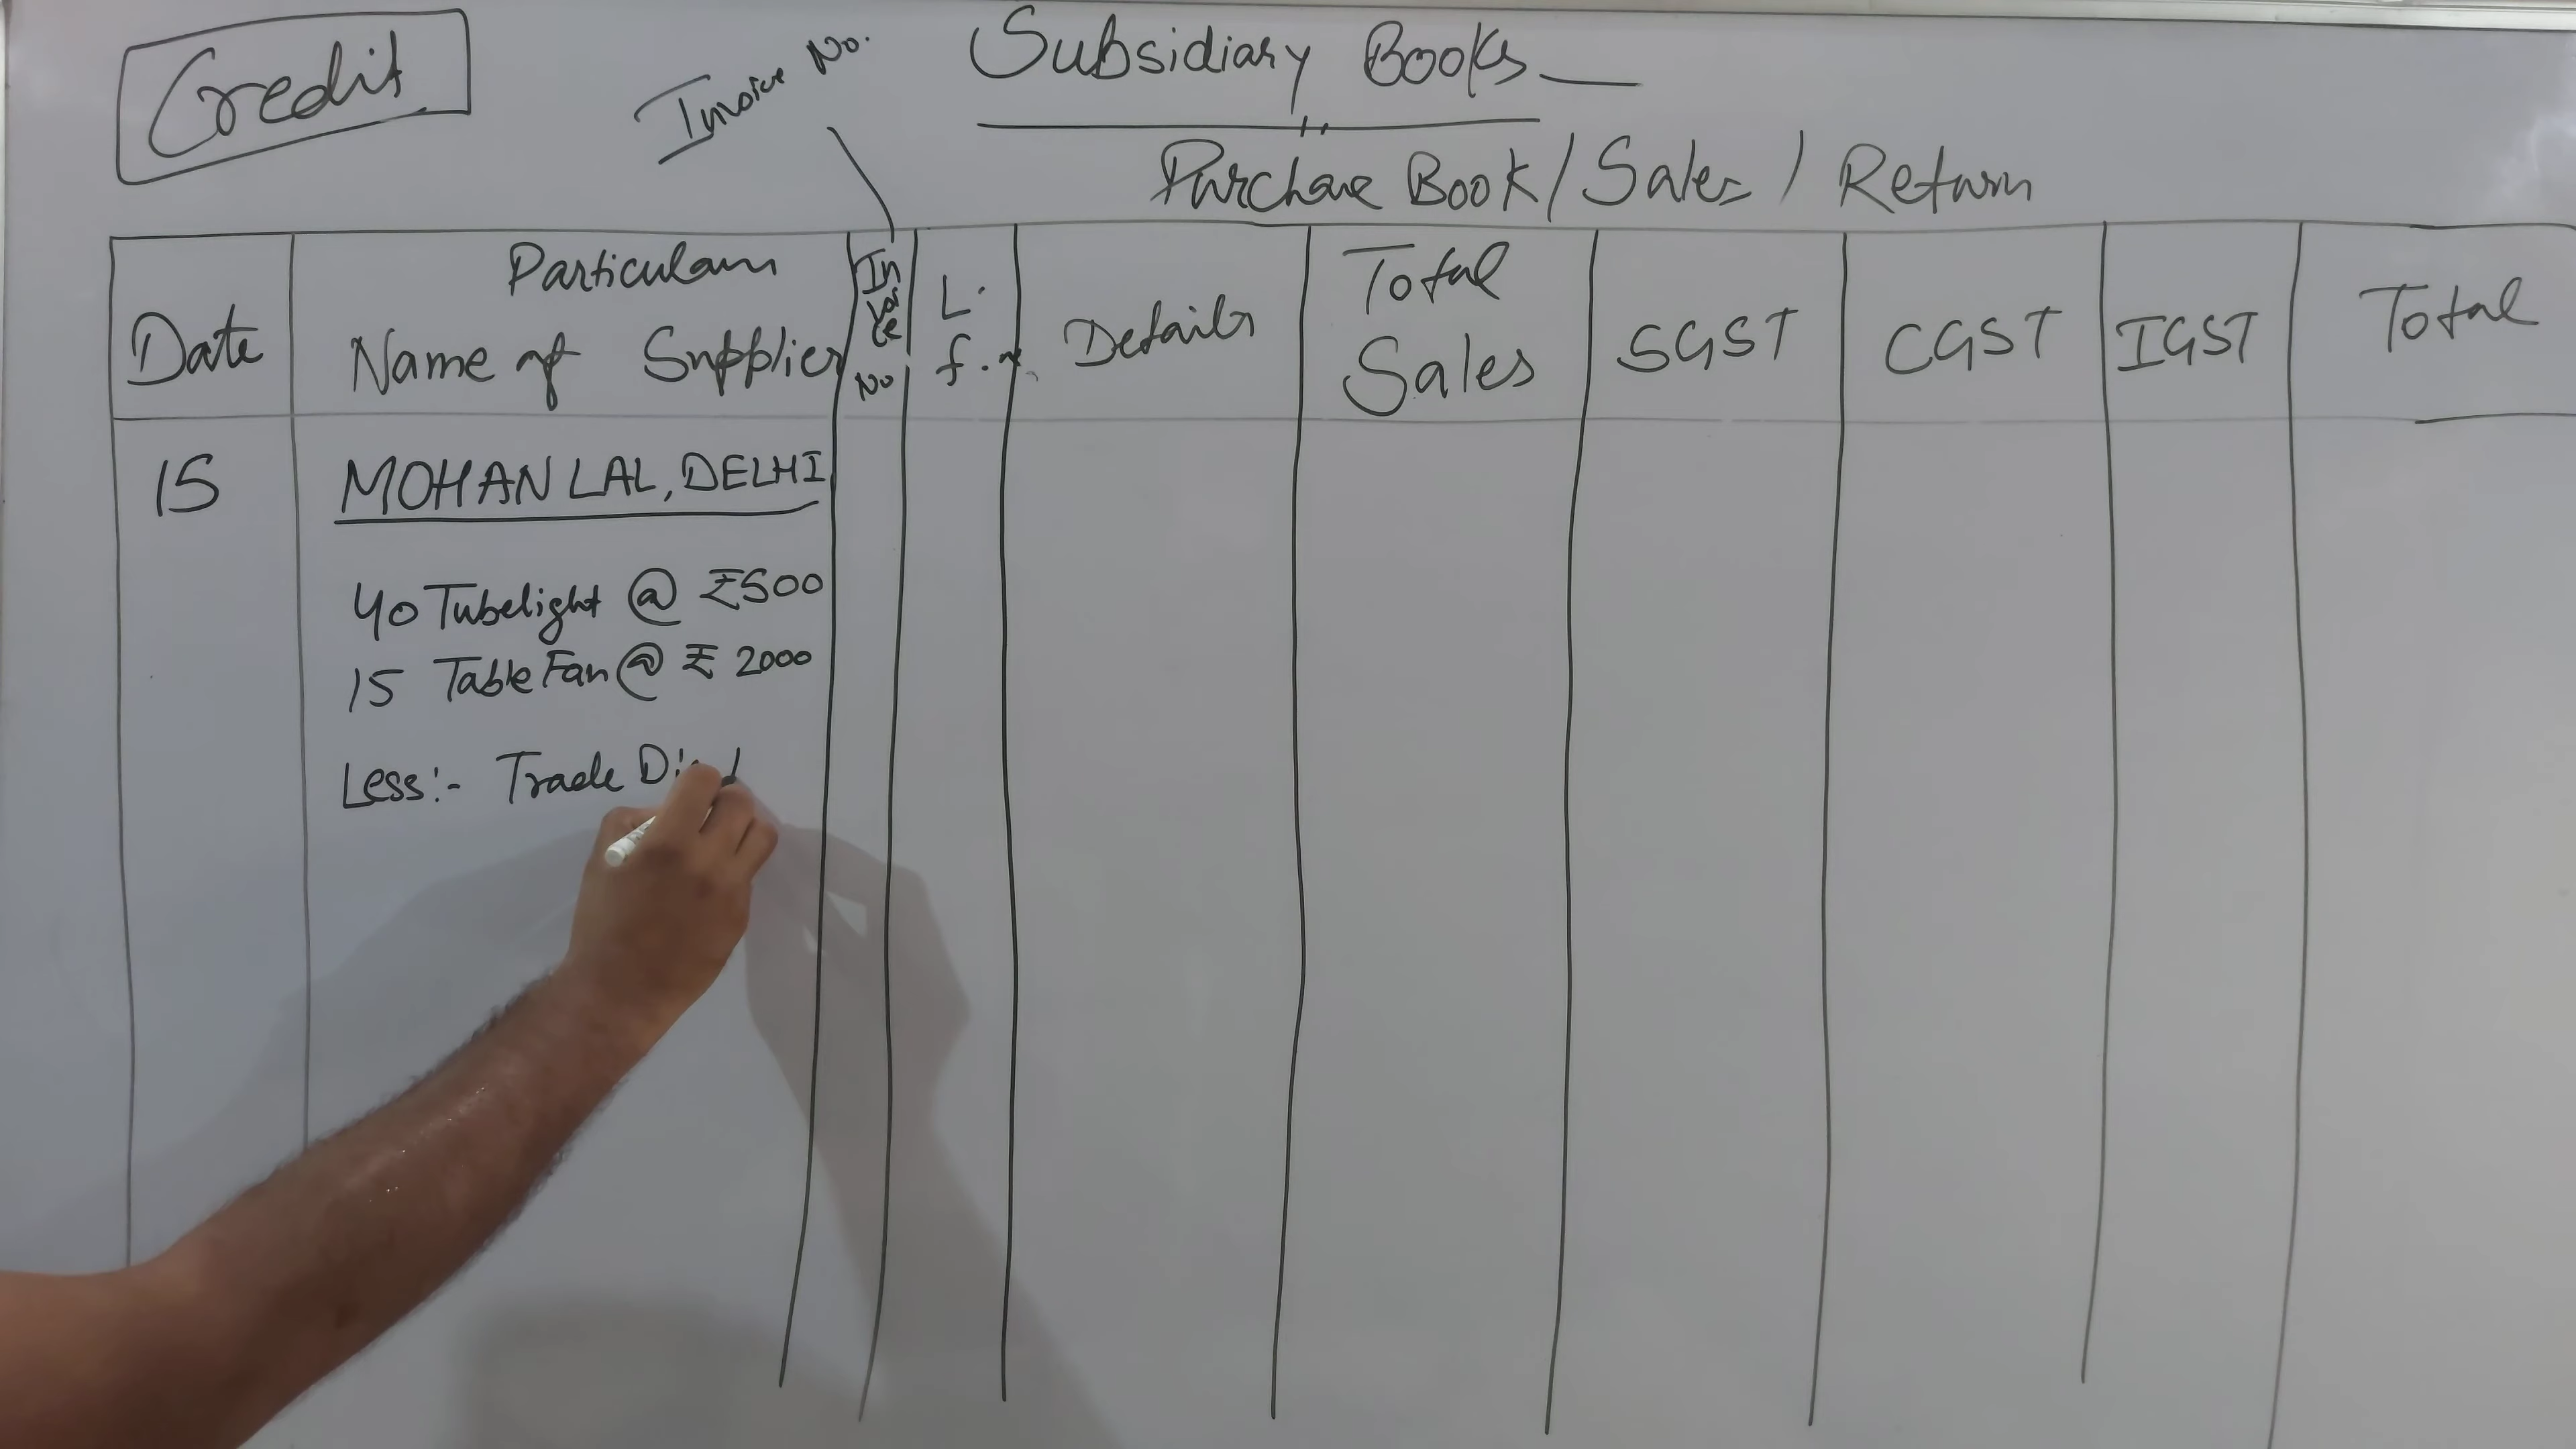 Credit
Invoice No.
Subsidiary Books
Purchase Book / Sales / Return
Date
Particulars
Name of Supplier
Invoice No
L.f.
Details
Total Sales
SGST
CGST
IGST
Total
15
MOHAN LAL, DELHI
40 Tubelight @ ₹500
15 Table Fan @ ₹ 2000
Less:- Trade